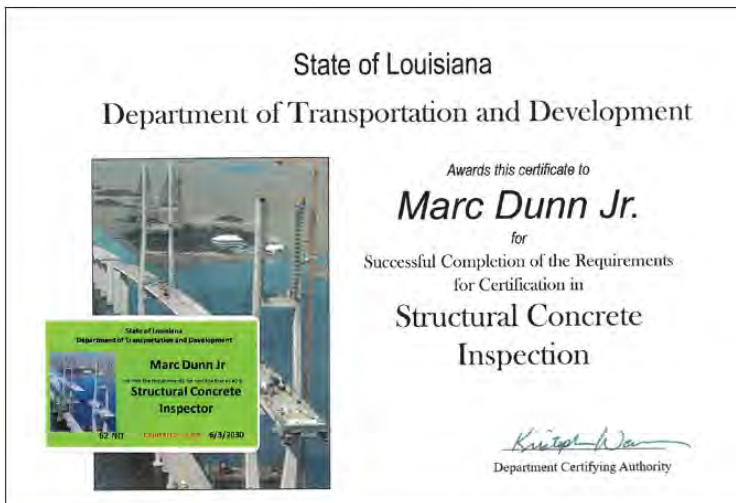 State of Louisiana
Department of Transportation and Development
Awards this certificate to
Marc Dunn Jr.
for
Successful Completion of the Requirements
for Certification in
Structural Concrete
Inspection
Department Certifying Authority
State of Louisiana
Department of Transportation and Development
Marc Dunn Jr
Structural Concrete
Inspector
6/3/2030